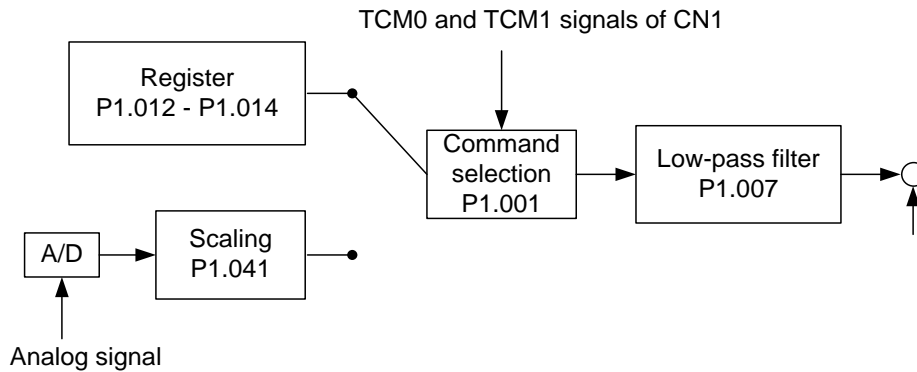 TCM0 and TCM1 signals of CN1
Register
P1.012 - P1.014
Command
selection
P1.001
Low-pass filter
P1.007
A/D
Scaling
P1.041
Analog signal